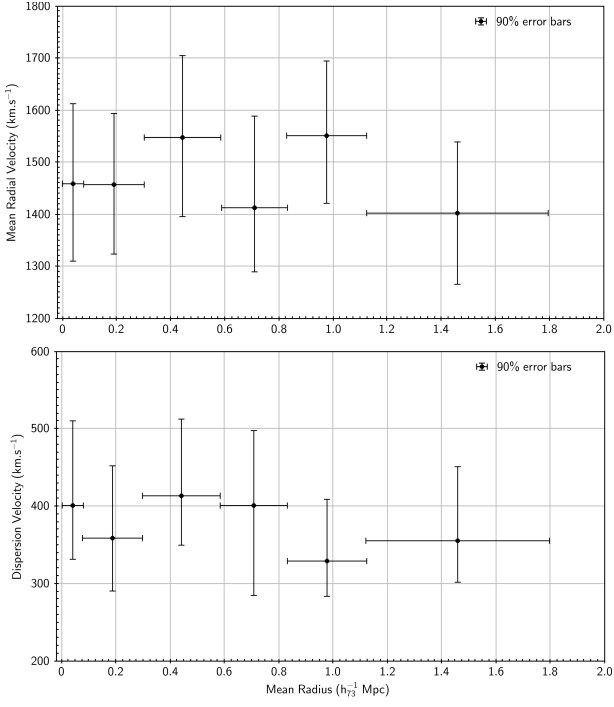 1800
1700
1600
1500
1400
1300
1200
Mean Radial Velocity (km.s⁻¹)
90% error bars
0 0.2 0.4 0.6 0.8 1.0 1.2 1.4 1.6 1.8 2.0
600
500
400
300
200
Dispersion Velocity (km.s⁻¹)
90% error bars
0 0.2 0.4 0.6 0.8 1.0 1.2 1.4 1.6 1.8 2.0
Mean Radius (h₇₃⁻¹ Mpc)